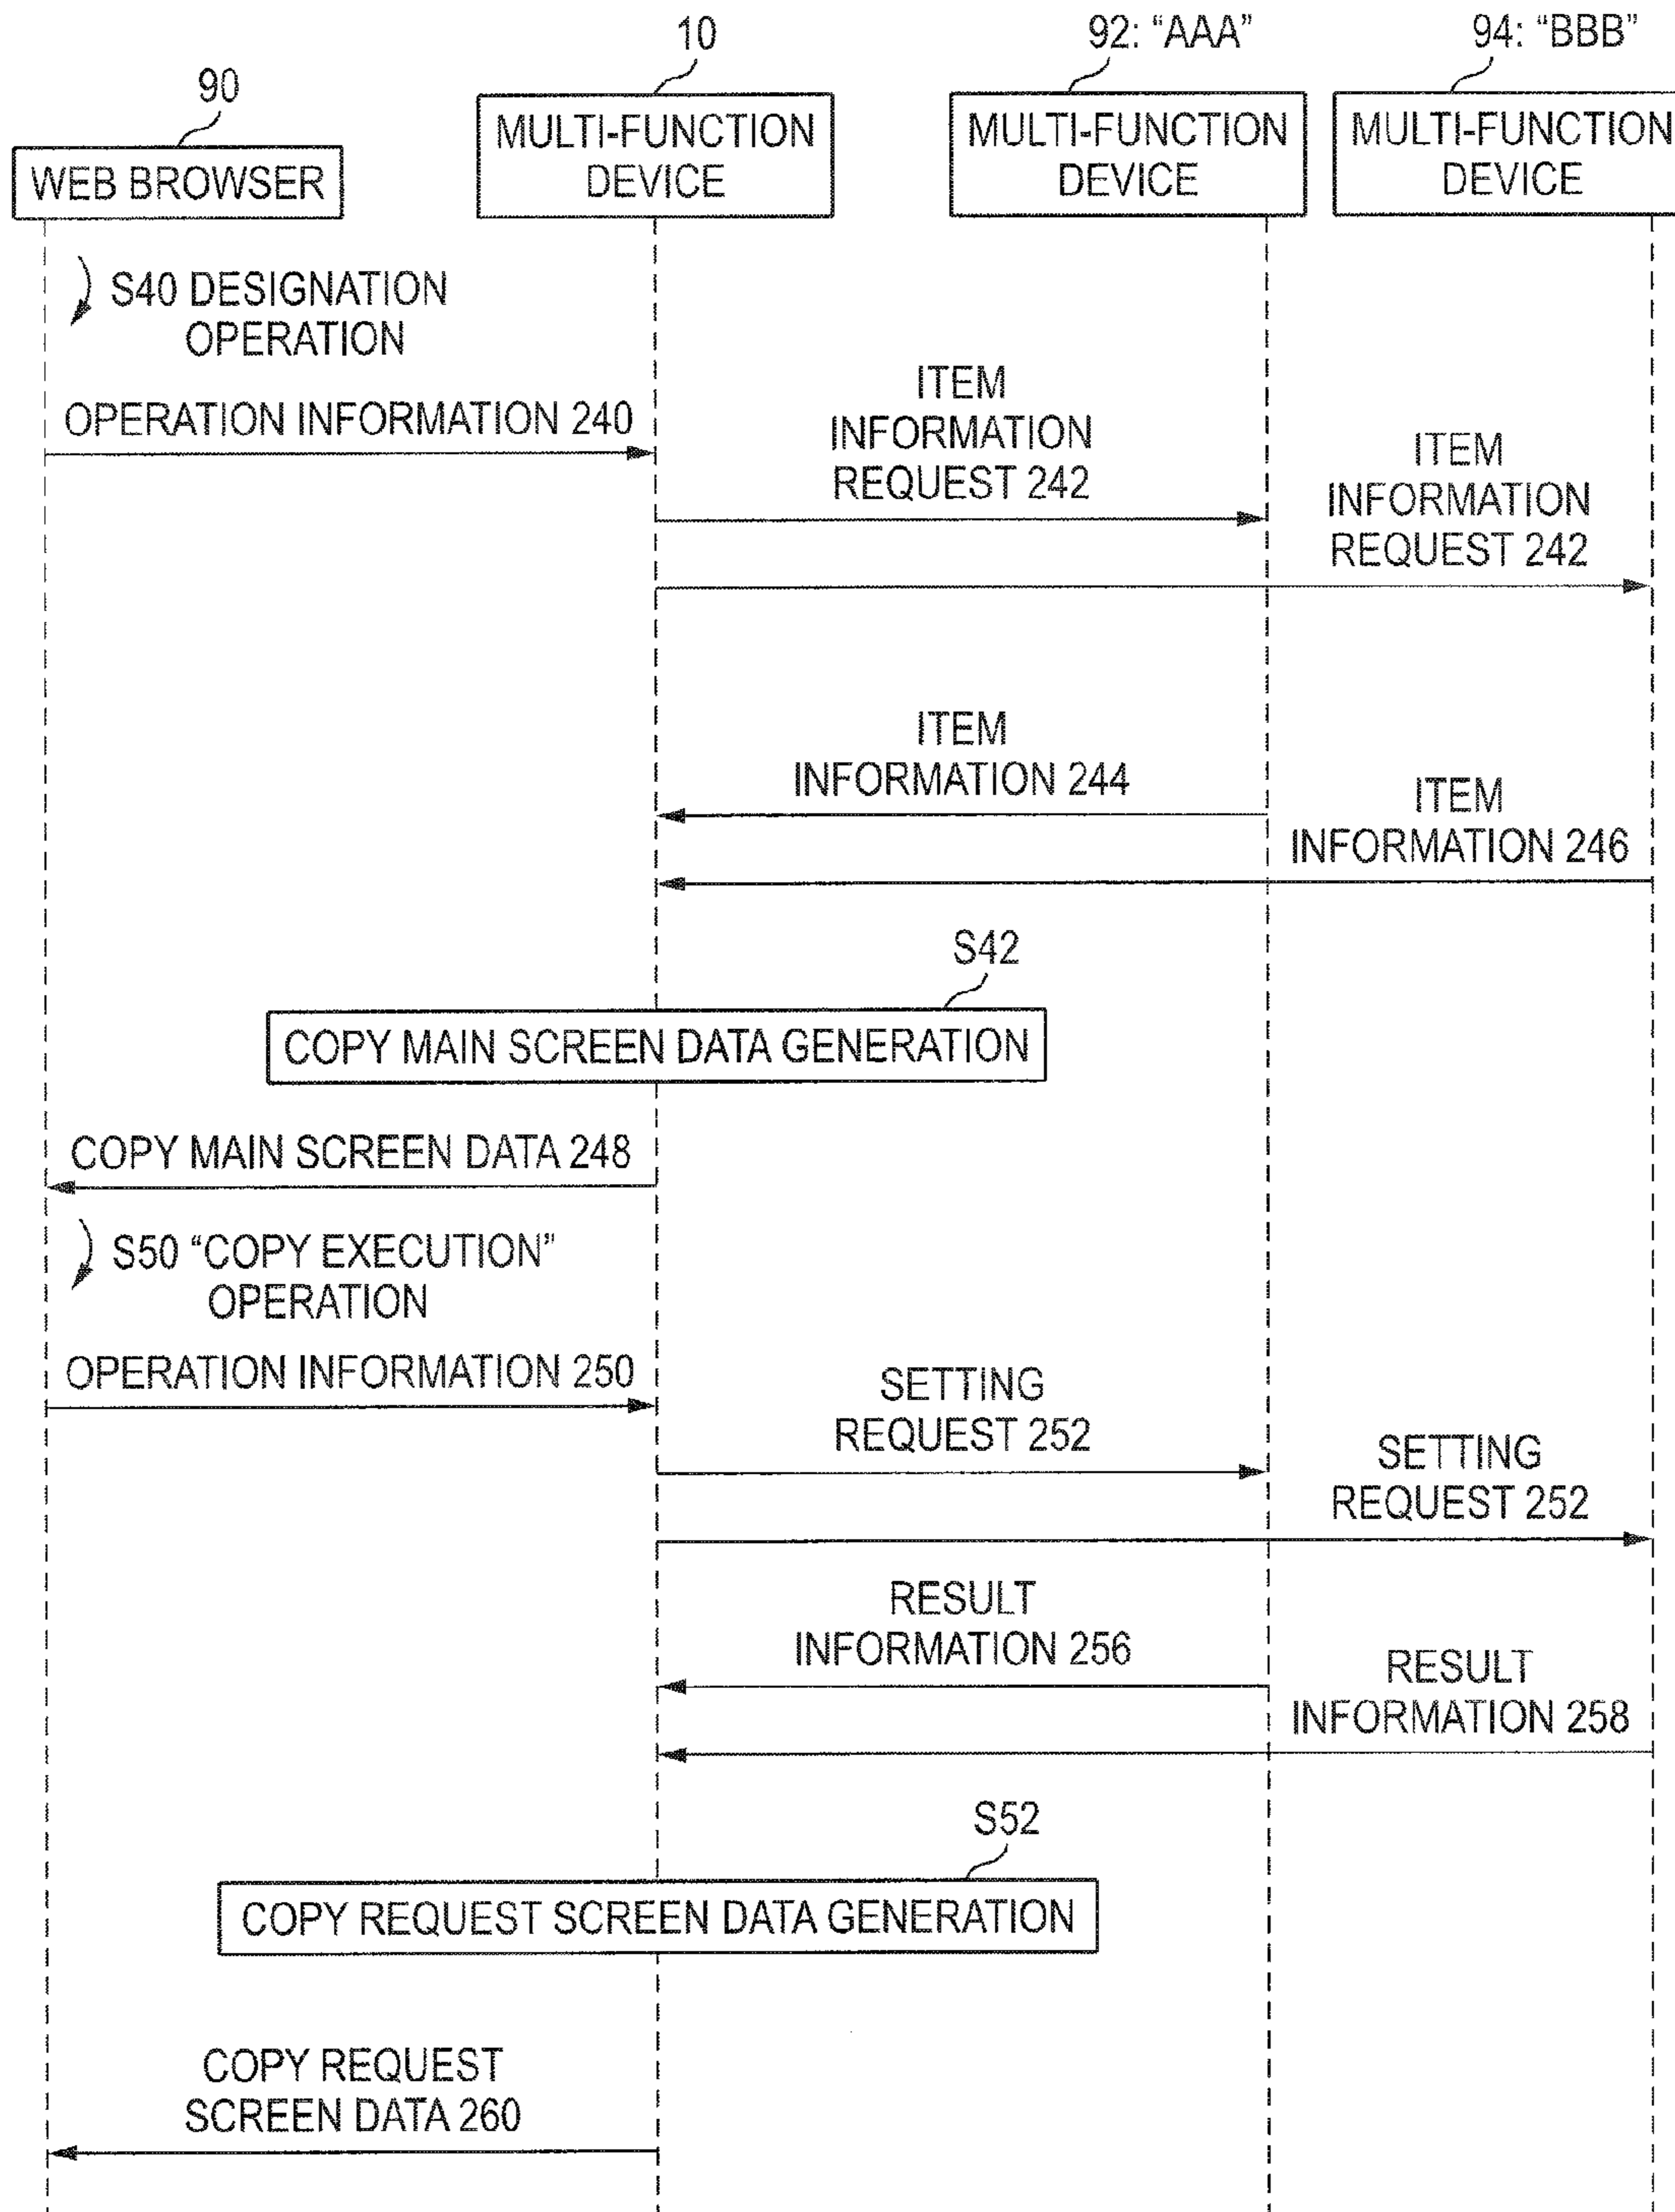 10
92: “AAA”
94: “BBB”
90
MULTI-FUNCTION
DEVICE
MULTI-FUNCTION
DEVICE
MULTI-FUNCTION
DEVICE
WEB BROWSER
S40 DESIGNATION
OPERATION
OPERATION INFORMATION 240
ITEM
INFORMATION
REQUEST 242
ITEM
INFORMATION
REQUEST 242
ITEM
INFORMATION 244
ITEM
INFORMATION 246
S42
COPY MAIN SCREEN DATA GENERATION
COPY MAIN SCREEN DATA 248
S50 “COPY EXECUTION”
OPERATION
OPERATION INFORMATION 250
SETTING
REQUEST 252
SETTING
REQUEST 252
RESULT
INFORMATION 256
RESULT
INFORMATION 258
S52
COPY REQUEST SCREEN DATA GENERATION
COPY REQUEST
SCREEN DATA 260